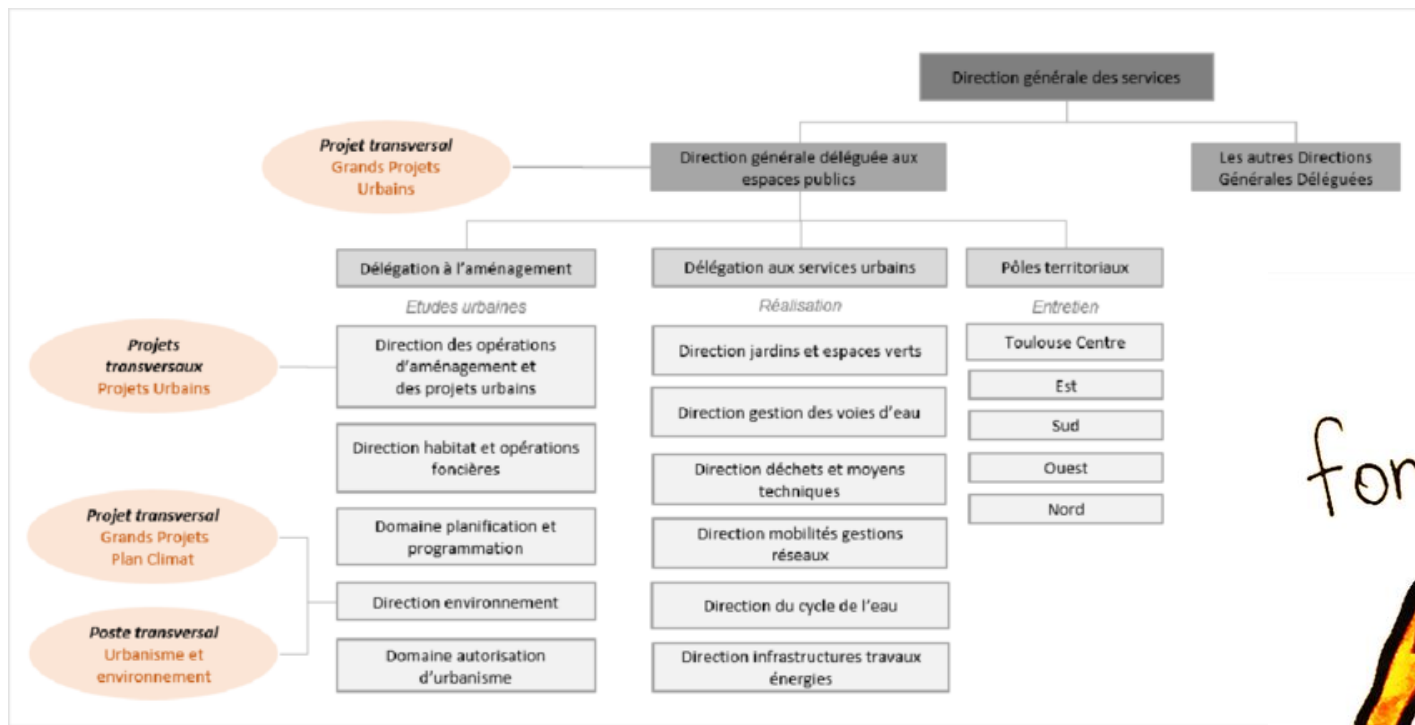 Direction générale des services
Projet transversal
Grands Projets
Urbains
Direction générale déléguée aux
espaces publics
Les autres Directions
Générales Déléguées
Délégation à l'aménagement
Délégation aux services urbains
Pôles territoriaux
Etudes urbaines
Réalisation
Entretien
Projets
transversaux
Projets Urbains
Direction des opérations
d'aménagement et
des projets urbains
Direction habitat et opérations
foncières
Projet transversal
Grands Projets
Plan Climat
Domaine planification et
programmation
Direction environnement
Poste transversal
Urbanisme et
environnement
Domaine autorisation
d'urbanisme
Direction jardins et espaces verts
Direction gestion des voies d'eau
Direction déchets et moyens
techniques
Direction mobilités gestions
réseaux
Direction du cycle de l'eau
Direction infrastructures travaux
énergies
Toulouse Centre
Est
Sud
Ouest
Nord